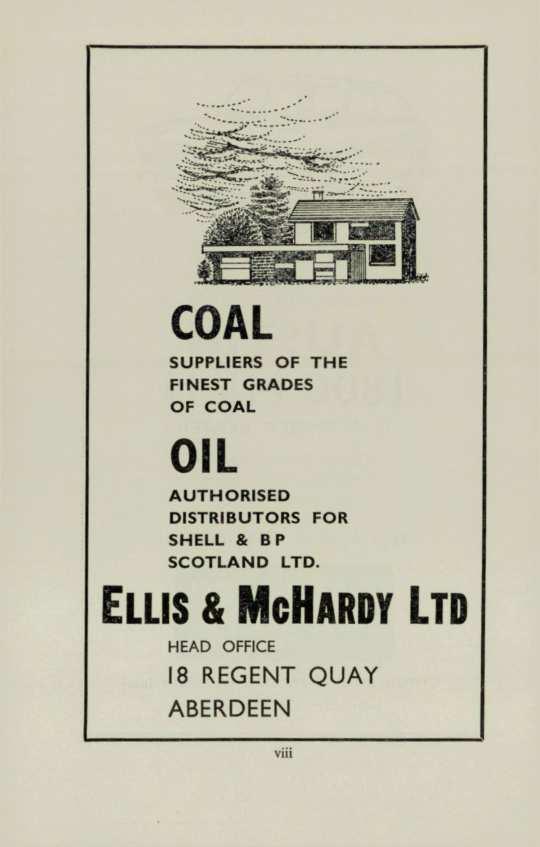 COAL
SUPPLIERS OF THE
FINEST GRADES
OF COAL
OIL
AUTHORISED
DISTRIBUTORS FOR
SHELL & BP
SCOTLAND LTD.
ELLIS & McHARDY LTD
HEAD OFFICE
18 REGENT QUAY
ABERDEEN
viii